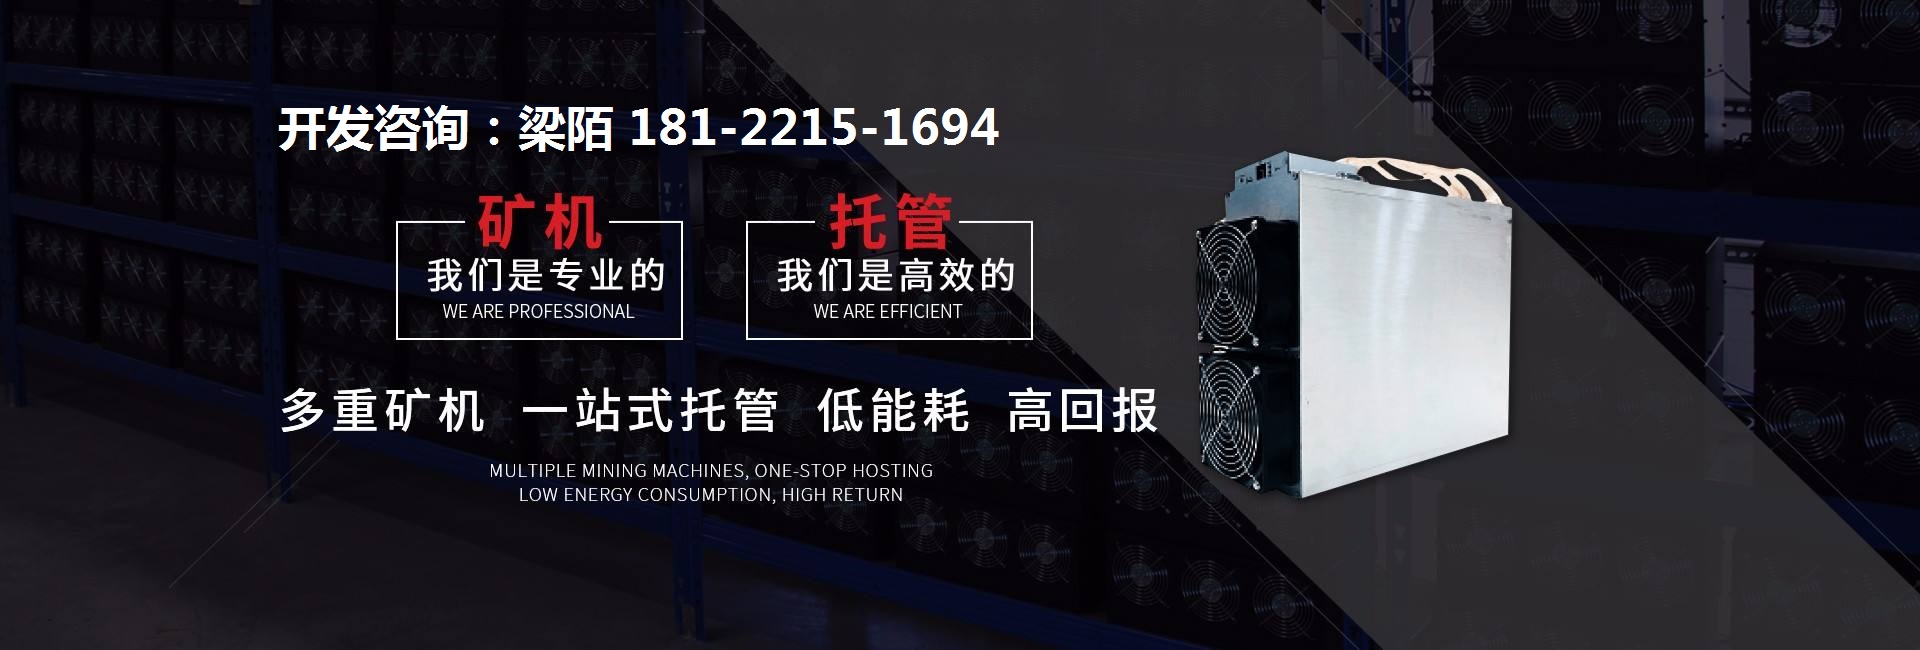 开发咨询：梁陌 181-2215-1694
矿机 托管
我们是专业的 我们是高效的
WE ARE PROFESSIONAL WE ARE EFFICIENT
多重矿机 一站式托管 低能耗 高回报
MULTIPLE MINING MACHINES, ONE-STOP HOSTING
LOW ENERGY CONSUMPTION, HIGH RETURN